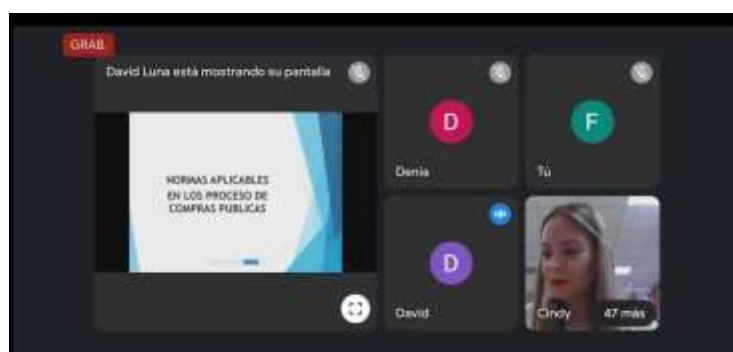 GRAB.
David Luna está mostrando su pantalla
NORMAS APLICABLES
EN LOS PROCESO DE
COMPRAS PÚBLICAS
D
Denia
F
Tú
D
David
Cindy
47 más